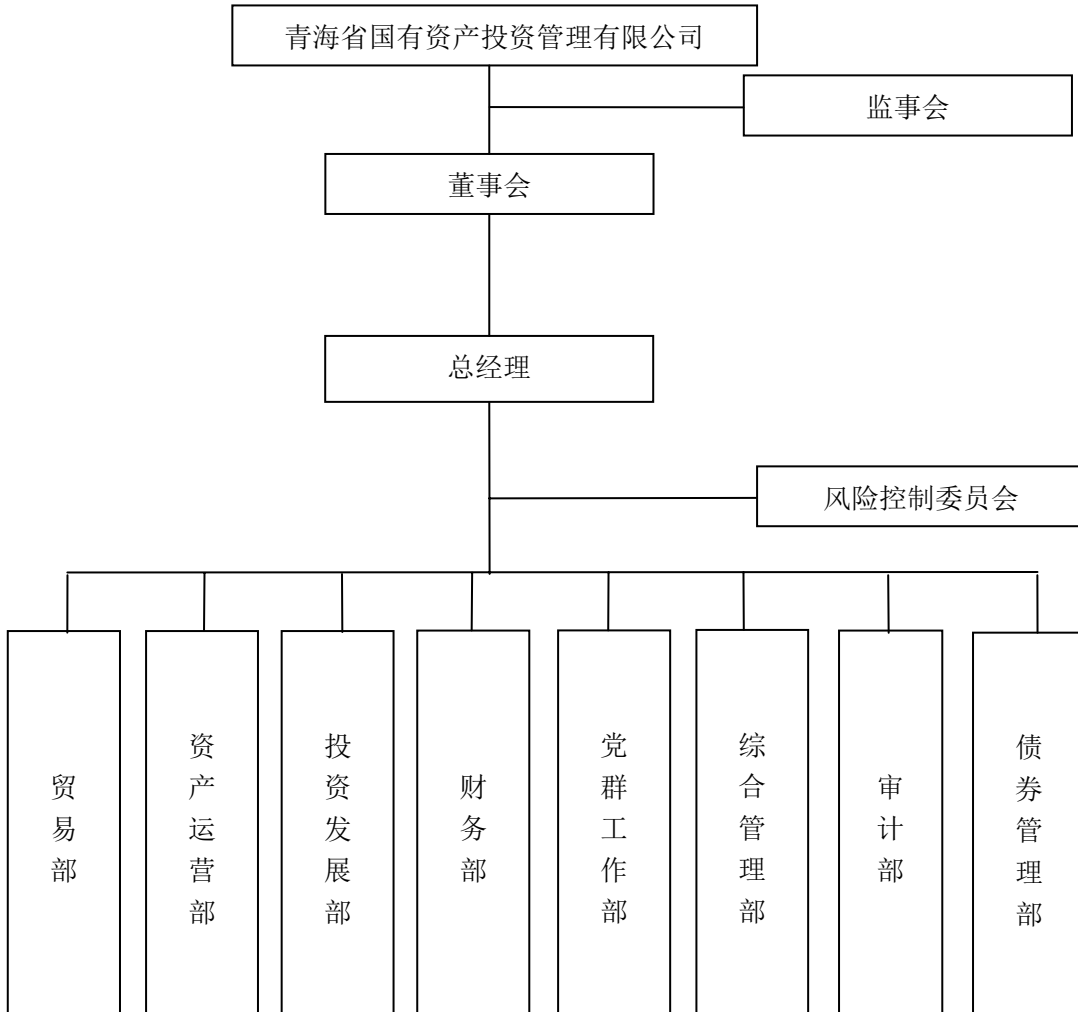 青海省国有资产投资管理有限公司
监事会
董事会
总经理
风险控制委员会
贸易部
资产运营部
投资发展部
财务部
党群工作部
综合管理部
审计部
债券管理部